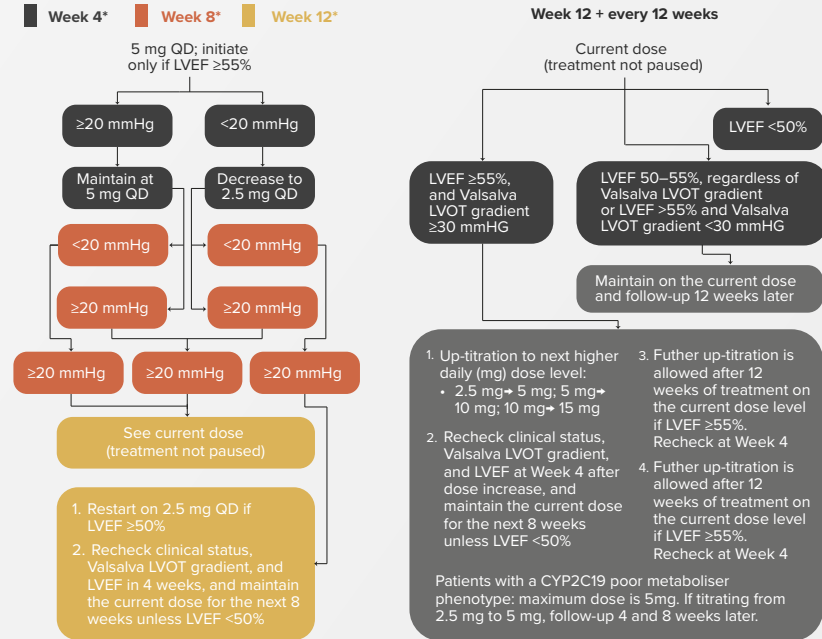 Week 4* Week 8* Week 12*
5 mg QD; initiate
only if LVEF ≥55%
≥20 mmHg
<20 mmHg
Maintain at
5 mg QD
Decrease to
2.5 mg QD
<20 mmHg
<20 mmHg
≥20 mmHg
≥20 mmHg
≥20 mmHg
≥20 mmHg
≥20 mmHg
See current dose
(treatment not paused)
1. Restart on 2.5 mg QD if
LVEF ≥50%
2. Recheck clinical status,
Valsalva LVOT gradient, and
LVEF in 4 weeks, and maintain
the current dose for the next 8
weeks unless LVEF <50%
Week 12 + every 12 weeks
Current dose
(treatment not paused)
LVEF <50%
LVEF ≥55%,
and Valsalva
LVOT gradient
≥30 mmHG
LVEF 50–55%, regardless of
Valsalva LVOT gradient
or LVEF >55% and Valsalva
LVOT gradient <30 mmHG
Maintain on the current dose
and follow-up 12 weeks later
1. Up-titration to next higher
daily (mg) dose level:
• 2.5 mg→ 5 mg; 5 mg→
10 mg; 10 mg→ 15 mg
2. Recheck clinical status,
Valsalva LVOT gradient,
and LVEF at Week 4 after
dose increase, and
maintain the current dose
for the next 8 weeks
unless LVEF <50%
3. Futher up-titration is
allowed after 12
weeks of treatment on
the current dose level
if LVEF ≥55%.
Recheck at Week 4
4. Futher up-titration is
allowed after 12
weeks of treatment on
the current dose level
if LVEF ≥55%.
Recheck at Week 4
Patients with a CYP2C19 poor metaboliser
phenotype: maximum dose is 5mg. If titrating from
2.5 mg to 5 mg, follow-up 4 and 8 weeks later.